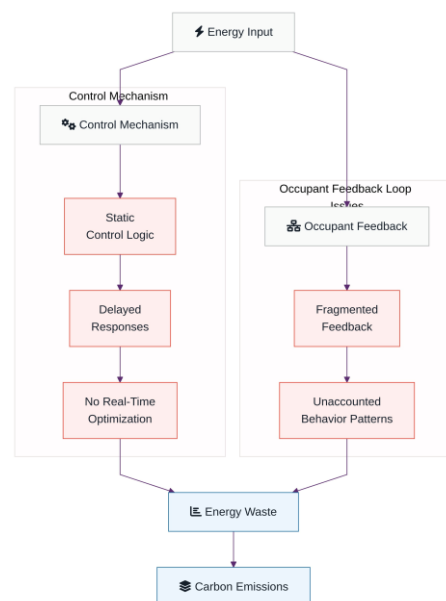 Energy Input
Control Mechanism
Control Mechanism
Static
Control Logic
Delayed
Responses
No Real-Time
Optimization
Occupant Feedback Loop
Issues
Occupant Feedback
Fragmented
Feedback
Unaccounted
Behavior Patterns
Energy Waste
Carbon Emissions